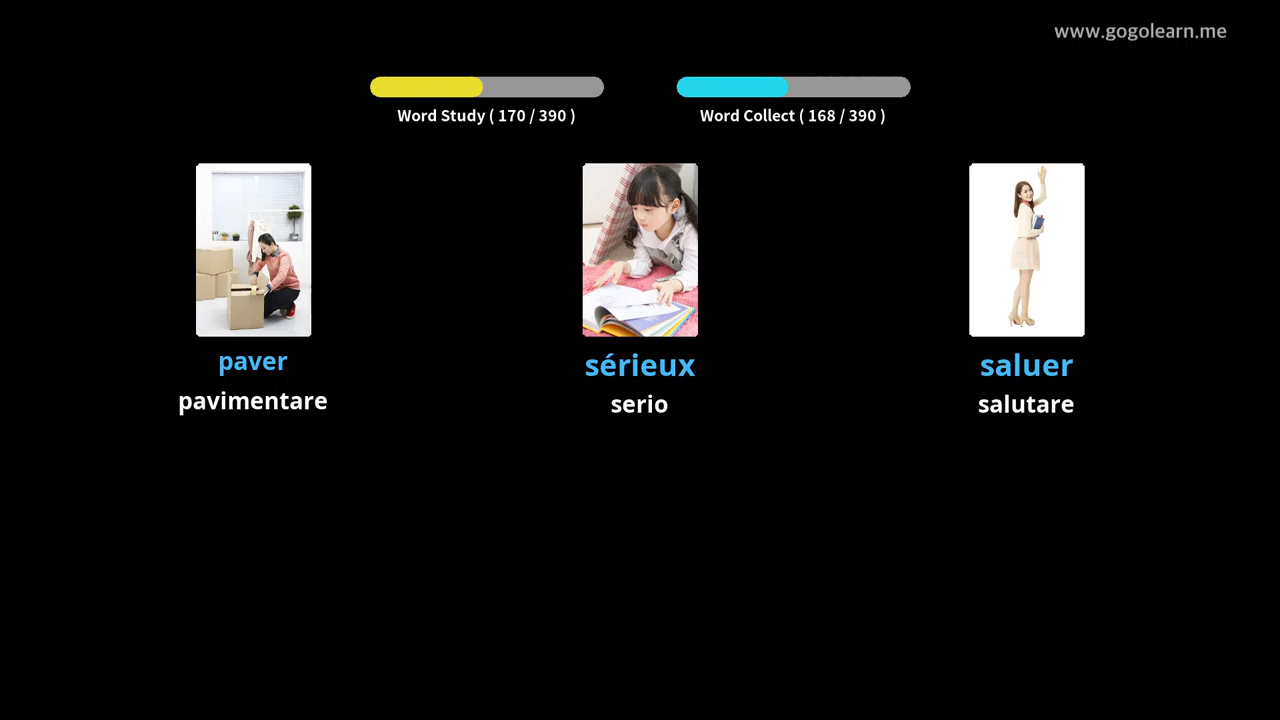 www.gogolearn.me
Word Study ( 170 / 390 )
Word Collect ( 168 / 390 )
paver
pavimentare
sérieux
serio
saluer
salutare